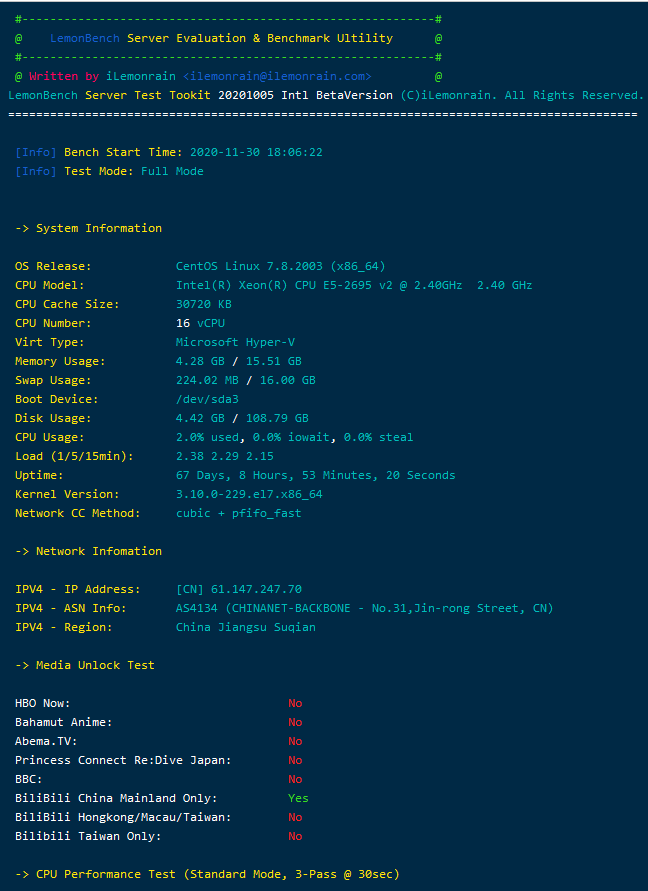 #-----------------------------------------------------------#
@    LemonBench Server Evaluation & Benchmark Ultility      @
#-----------------------------------------------------------#
@ Written by iLemonrain <ilemonrain@ilemonrain.com>         @
LemonBench Server Test Tookit 20201005 Intl BetaVersion (C)iLemonrain. All Rights Reserved.
==========================================================================================
[Info] Bench Start Time: 2020-11-30 18:06:22
[Info] Test Mode: Full Mode
-> System Information
OS Release: CentOS Linux 7.8.2003 (x86_64)
CPU Model: Intel(R) Xeon(R) CPU E5-2695 v2 @ 2.40GHz  2.40 GHz
CPU Cache Size: 30720 KB
CPU Number: 16 vCPU
Virt Type: Microsoft Hyper-V
Memory Usage: 4.28 GB / 15.51 GB
Swap Usage: 224.02 MB / 16.00 GB
Boot Device: /dev/sda3
Disk Usage: 4.42 GB / 108.79 GB
CPU Usage: 2.0% used, 0.0% iowait, 0.0% steal
Load (1/5/15min): 2.38 2.29 2.15
Uptime: 67 Days, 8 Hours, 53 Minutes, 20 Seconds
Kernel Version: 3.10.0-229.el7.x86_64
Network CC Method: cubic + pfifo_fast
-> Network Infomation
IPV4 - IP Address: [CN] 61.147.247.70
IPV4 - ASN Info: AS4134 (CHINANET-BACKBONE - No.31,Jin-rong Street, CN)
IPV4 - Region: China Jiangsu Suqian
-> Media Unlock Test
HBO Now: No
Bahamut Anime: No
Abema.TV: No
Princess Connect Re:Dive Japan: No
BBC: No
BiliBili China Mainland Only: Yes
BiliBili Hongkong/Macau/Taiwan: No
Bilibili Taiwan Only: No
-> CPU Performance Test (Standard Mode, 3-Pass @ 30sec)